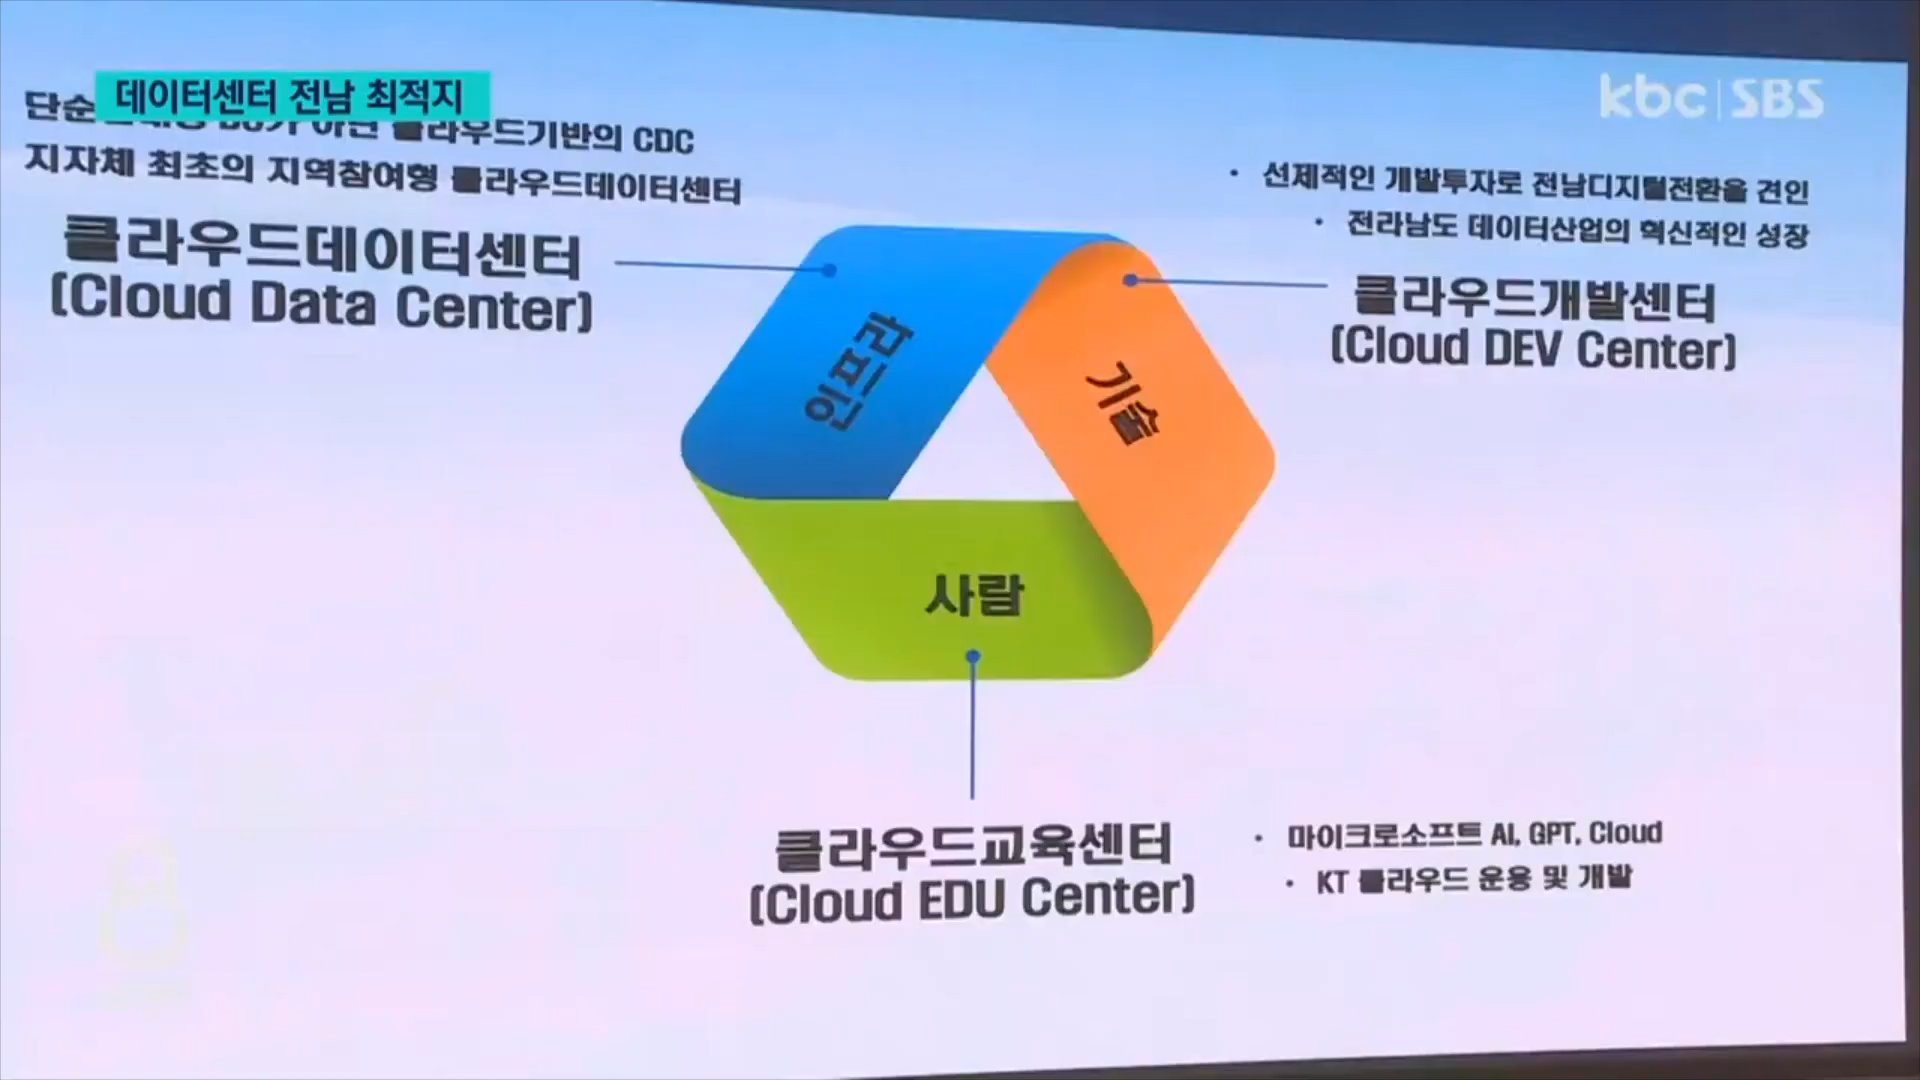 데이터센터 전남 최적지
kbc SBS
단순 아닌 클라우드기반의 CDC
지자체 최초의 지역참여형 클라우드데이터센터
클라우드데이터센터
(Cloud Data Center)
• 선제적인 개발투자로 전남디지털전환을 견인
• 전라남도 데이터산업의 혁신적인 성장
클라우드개발센터
(Cloud DEV Center)
인프라
기술
사람
클라우드교육센터
(Cloud EDU Center)
• 마이크로소프트 AI, GPT, Cloud
• KT 클라우드 운용 및 개발